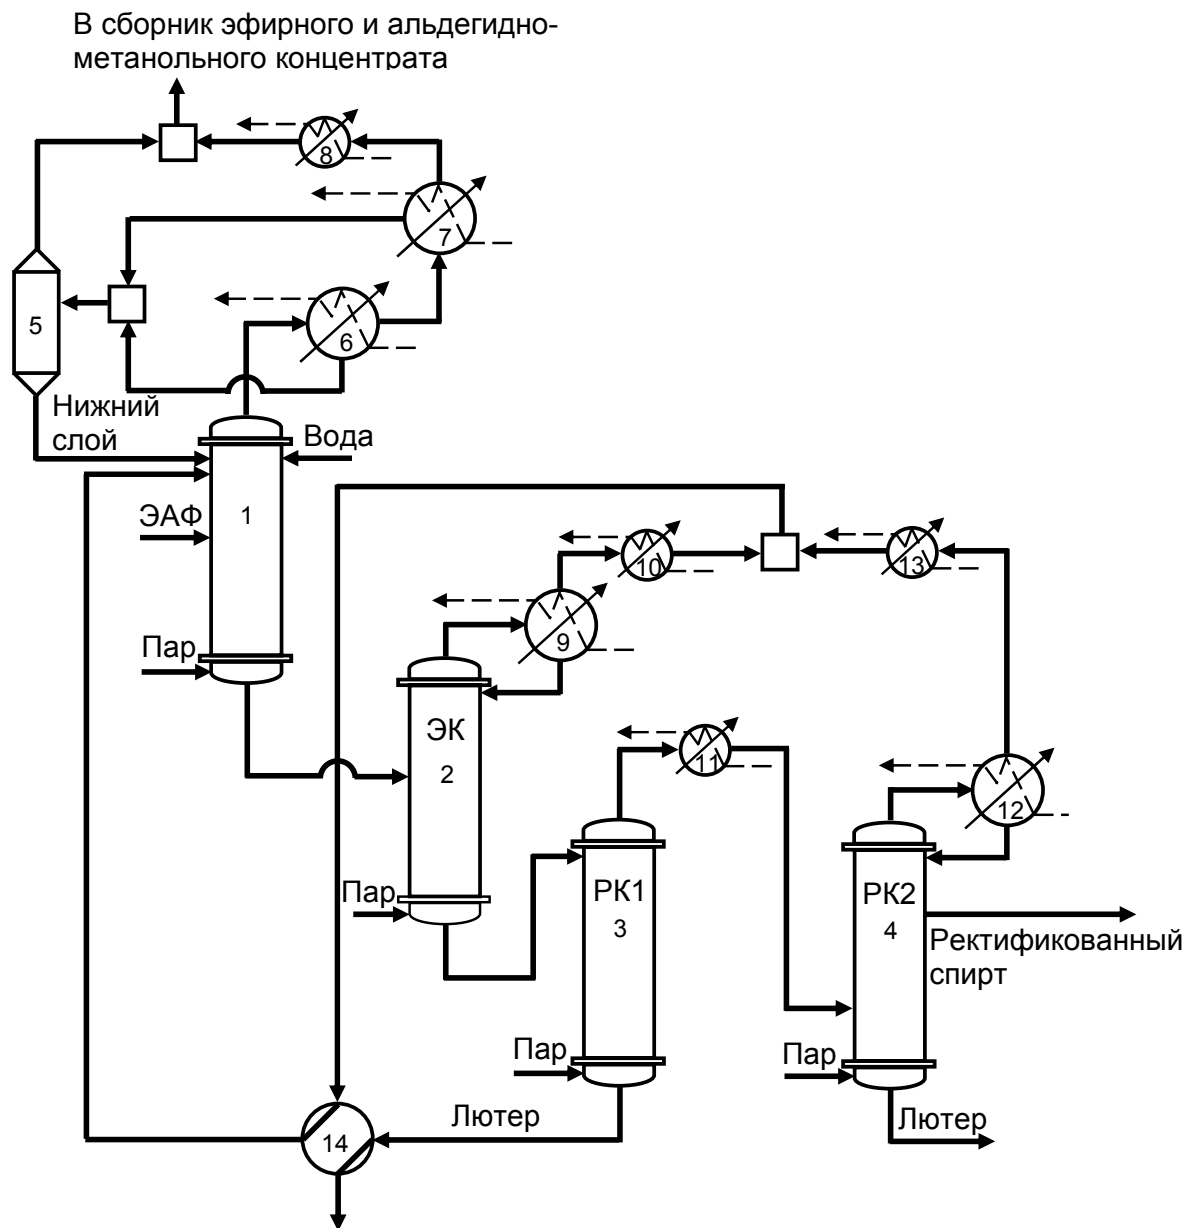 В сборник эфирного и альдегидно-
метанольного концентрата
8
7
5
6
Нижний
слой
Вода
ЭАФ
1
10
13
Пар
9
ЭК
2
11
12
Пар
РК1
3
РК2
4
Ректификованный
спирт
Пар
Пар
Лютер
Лютер
14